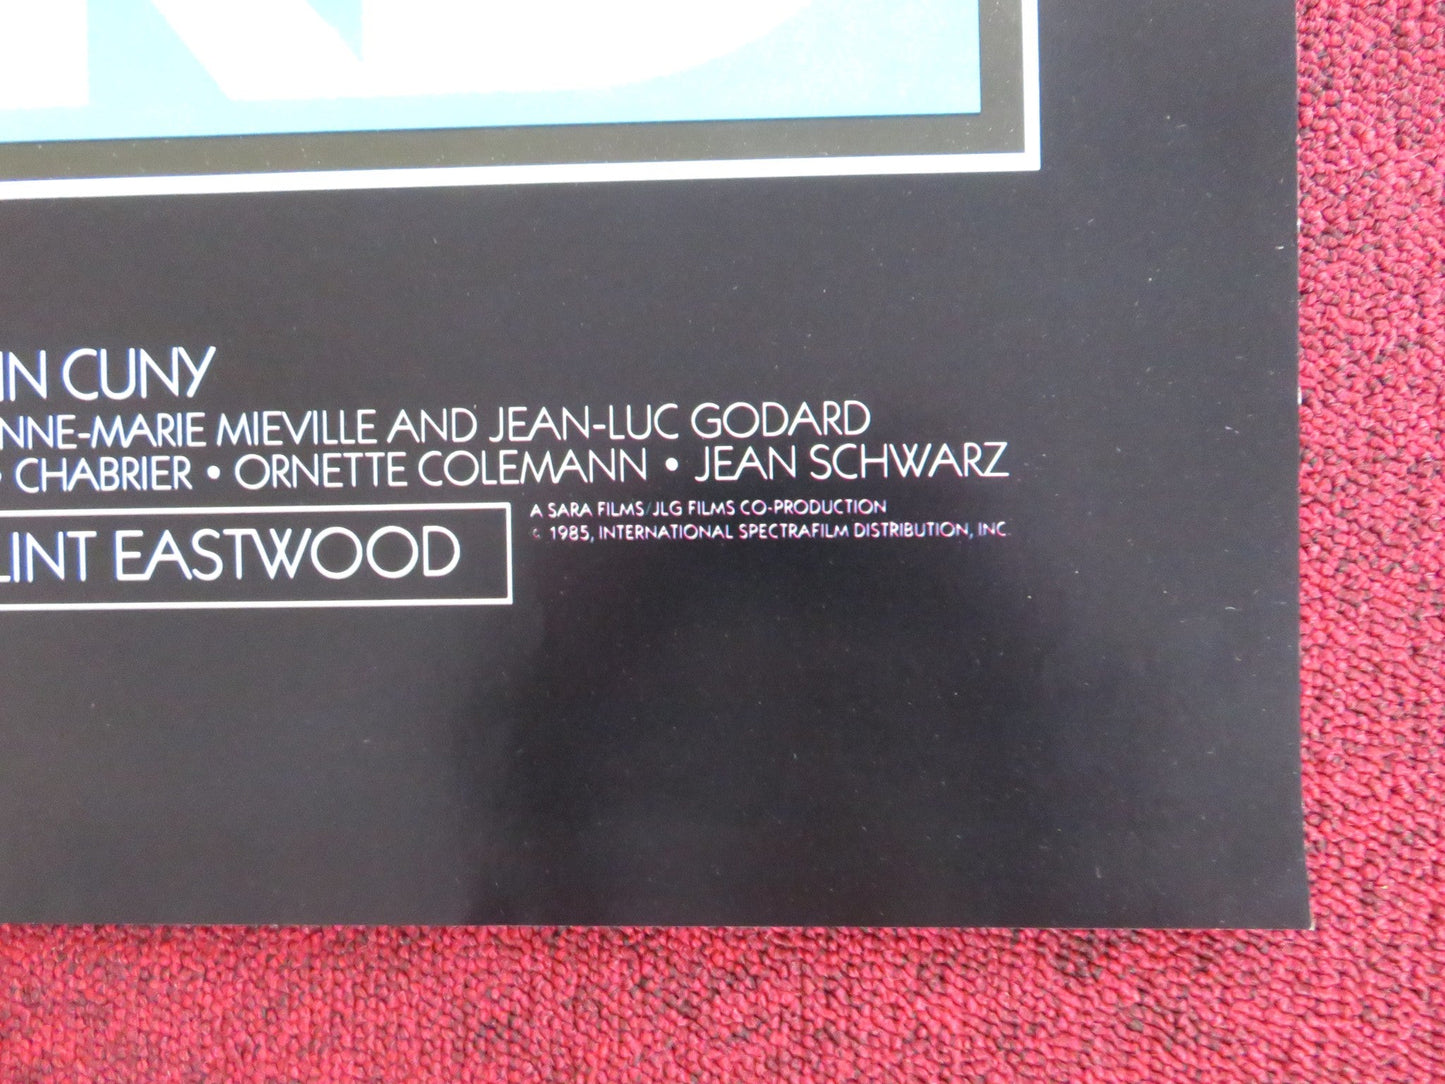 IN CUNY
NNE-MARIE MIEVILLE AND JEAN-LUC GODARD
• CHABRIER • ORNETTE COLEMANN • JEAN SCHWARZ
LINT EASTWOOD
A SARA FILMS/JLG FILMS CO-PRODUCTION
© 1985, INTERNATIONAL SPECTRAFILM DISTRIBUTION, INC.